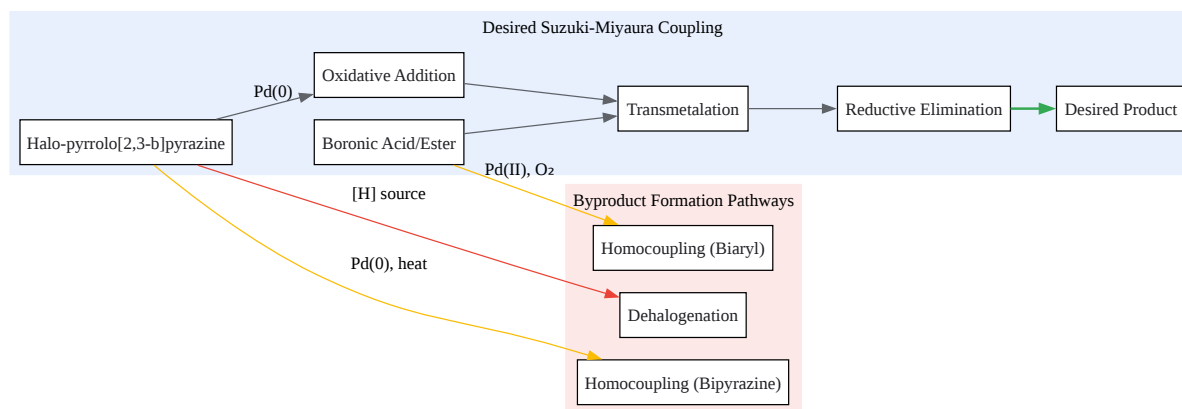 Desired Suzuki-Miyaura Coupling
Oxidative Addition
Pd(0)
Transmetalation
Reductive Elimination
Desired Product
Halo-pyrrolo[2,3-b]pyrazine
Boronic Acid/Ester
Pd(II), O₂
[H] source
Byproduct Formation Pathways
Homocoupling (Biaryl)
Pd(0), heat
Dehalogenation
Homocoupling (Bipyrazine)